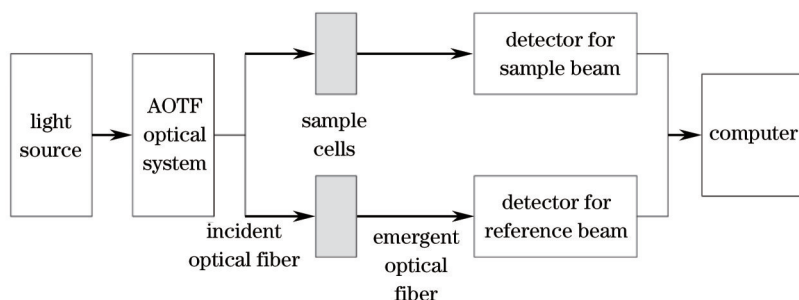 light
source
AOTF
optical
system
sample
cells
detector for
sample beam
incident
optical fiber
emergent
optical
fiber
detector for
reference beam
computer